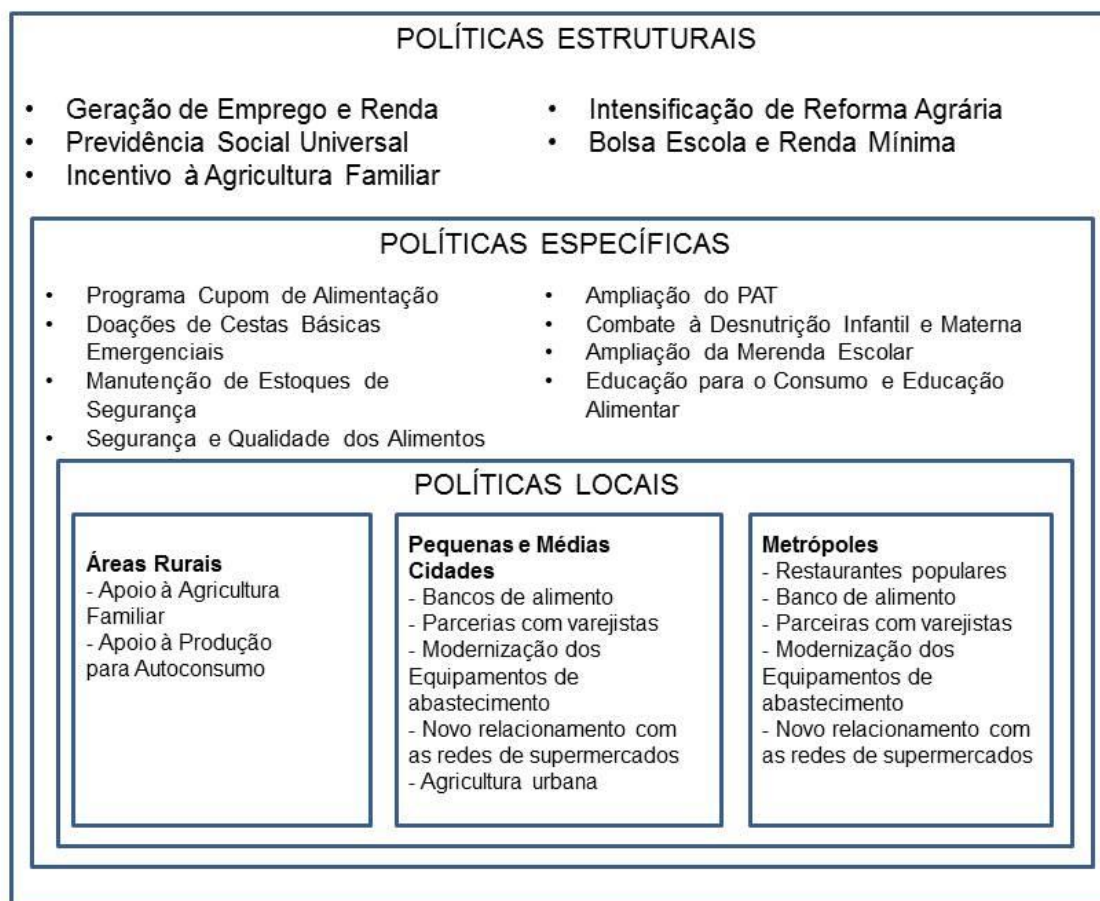 POLÍTICAS ESTRUTURAIS
• Geração de Emprego e Renda
• Previdência Social Universal
• Incentivo à Agricultura Familiar
• Intensificação de Reforma Agrária
• Bolsa Escola e Renda Mínima
POLÍTICAS ESPECÍFICAS
• Programa Cupom de Alimentação
• Doações de Cestas Básicas
Emergenciais
• Manutenção de Estoques de
Segurança
• Segurança e Qualidade dos Alimentos
• Ampliação do PAT
• Combate à Desnutrição Infantil e Materna
• Ampliação da Merenda Escolar
• Educação para o Consumo e Educação
Alimentar
POLÍTICAS LOCAIS
Áreas Rurais
- Apoio à Agricultura
Familiar
- Apoio à Produção
para Autoconsumo
Pequenas e Médias
Cidades
- Bancos de alimento
- Parcerias com varejistas
- Modernização dos
Equipamentos de
abastecimento
- Novo relacionamento com
as redes de supermercados
- Agricultura urbana
Metrópoles
- Restaurantes populares
- Banco de alimento
- Parceiras com varejistas
- Modernização dos
Equipamentos de
abastecimento
- Novo relacionamento com
as redes de supermercados